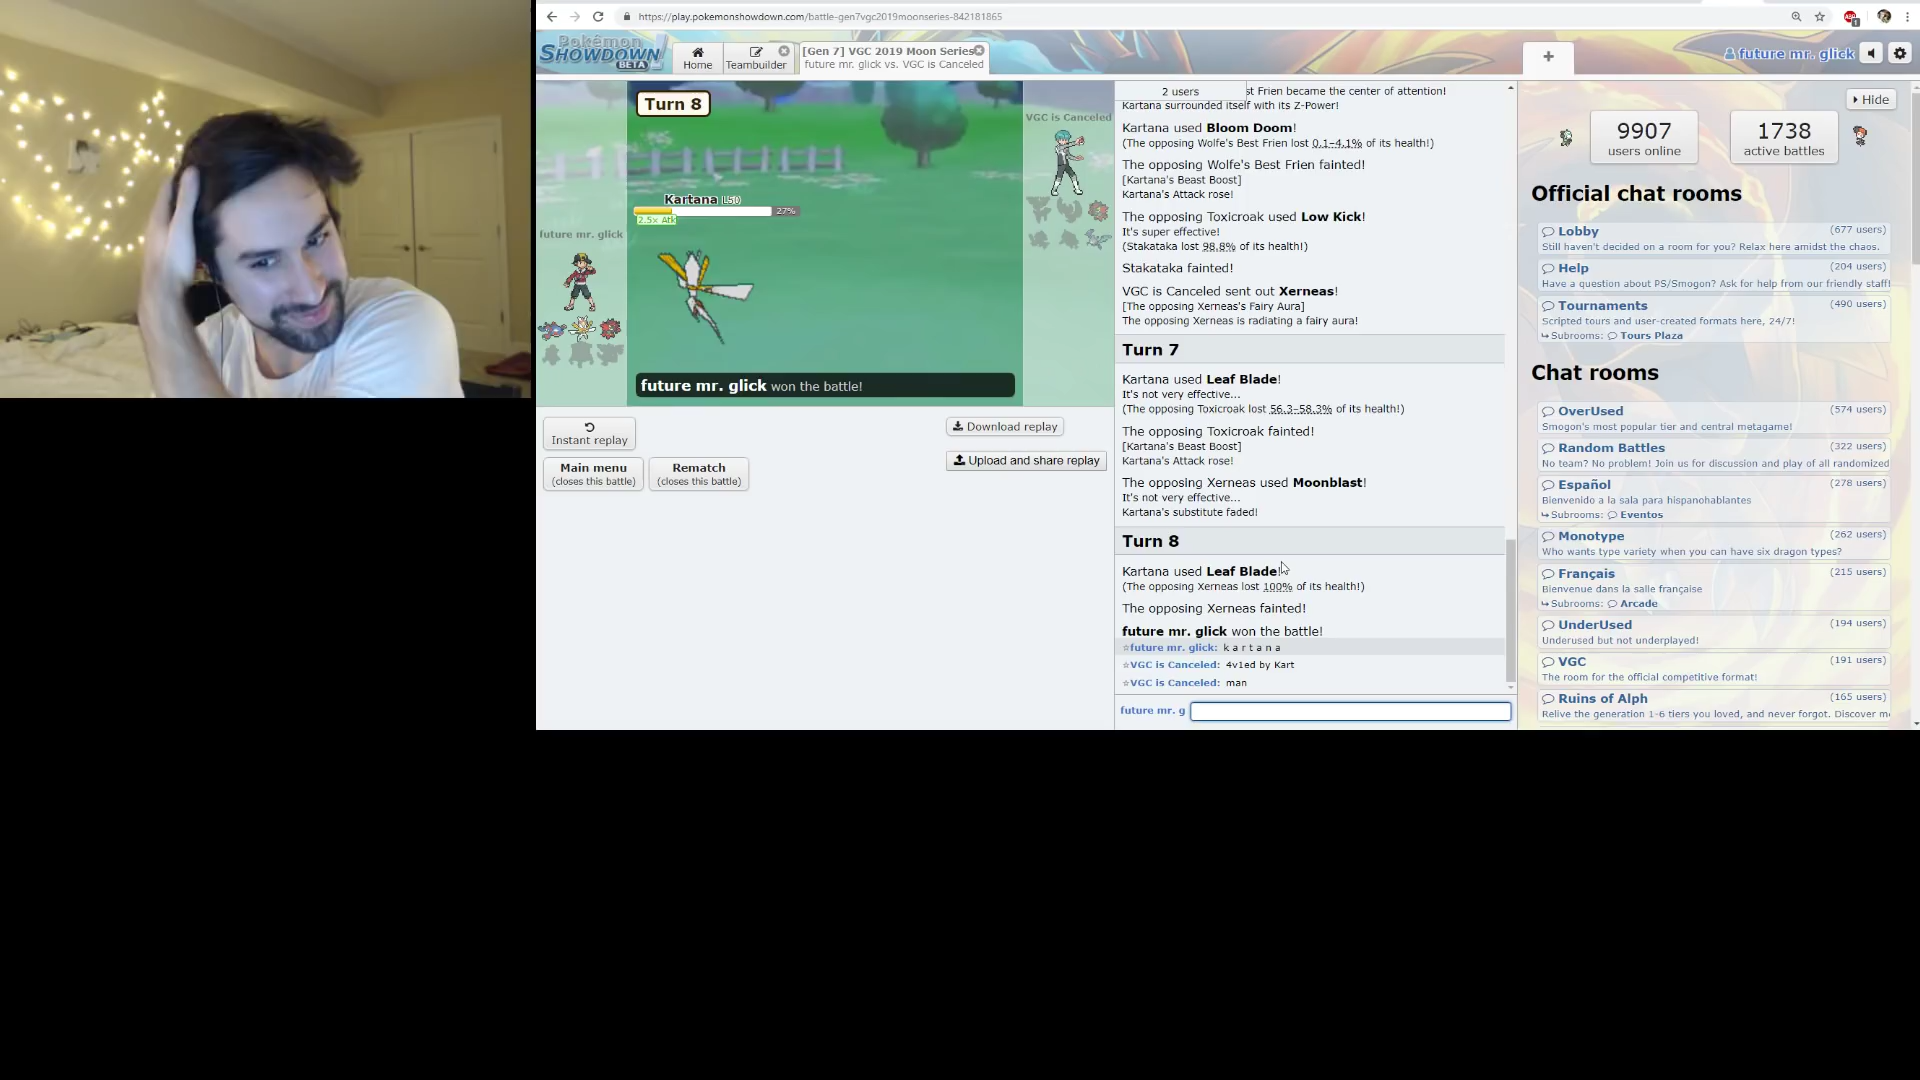 https://play.pokemonshowdown.com/battle-gen7vgc2019moonseries-842181865
Pokémon
SHOWDOWN
BETA
Home
Teambuilder
[Gen 7] VGC 2019 Moon Series
future mr. glick vs. VGC is Canceled
+
future mr. glick
Turn 8
future mr. glick
VGC is Canceled
Kartana L50
27%
2.5× Atk
future mr. glick won the battle!
Instant replay
Download replay
Upload and share replay
Main menu
(closes this battle)
Rematch
(closes this battle)
2 users
st Frien became the center of attention!
Kartana surrounded itself with its Z-Power!
Kartana used Bloom Doom!
(The opposing Wolfe's Best Frien lost 0.1–4.1% of its health!)
The opposing Wolfe's Best Frien fainted!
[Kartana's Beast Boost]
Kartana's Attack rose!
The opposing Toxicroak used Low Kick!
It's super effective!
(Stakataka lost 98.8% of its health!)
Stakataka fainted!
VGC is Canceled sent out Xerneas!
[The opposing Xerneas's Fairy Aura]
The opposing Xerneas is radiating a fairy aura!
Turn 7
Kartana used Leaf Blade!
It's not very effective...
(The opposing Toxicroak lost 56.3–58.3% of its health!)
The opposing Toxicroak fainted!
[Kartana's Beast Boost]
Kartana's Attack rose!
The opposing Xerneas used Moonblast!
It's not very effective...
Kartana's substitute faded!
Turn 8
Kartana used Leaf Blade!
(The opposing Xerneas lost 100% of its health!)
The opposing Xerneas fainted!
future mr. glick won the battle!
☆future mr. glick: k a r t a n a
☆VGC is Canceled: 4v1ed by Kart
☆VGC is Canceled: man
future mr. g
Hide
9907
users online
1738
active battles
Official chat rooms
Lobby (677 users)
Still haven't decided on a room for you? Relax here amidst the chaos.
Help (204 users)
Have a question about PS/Smogon? Ask for help from our friendly staff!
Tournaments (490 users)
Scripted tours and user-created formats here, 24/7!
↳Subrooms: Tours Plaza
Chat rooms
OverUsed (574 users)
Smogon's most popular tier and central metagame!
Random Battles (322 users)
No team? No problem! Join us for discussion and play of all randomized
Español (278 users)
Bienvenido a la sala para hispanohablantes
↳Subrooms: Eventos
Monotype (262 users)
Who wants type variety when you can have six dragon types?
Français (215 users)
Bienvenue dans la salle française
↳Subrooms: Arcade
UnderUsed (194 users)
Underused but not underplayed!
VGC (191 users)
The room for the official competitive format!
Ruins of Alph (165 users)
Relive the generation 1-6 tiers you loved, and never forgot. Discover m